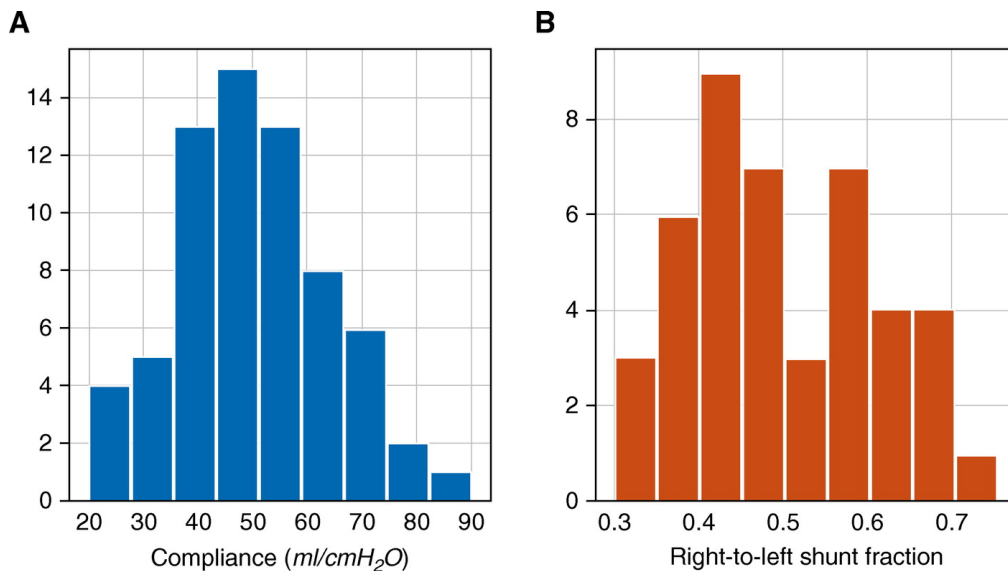 A
14
12
10
8
6
4
2
0
20 30 40 50 60 70 80 90
Compliance (ml/cmH₂O)
B
8
6
4
2
0
0.3 0.4 0.5 0.6 0.7
Right-to-left shunt fraction